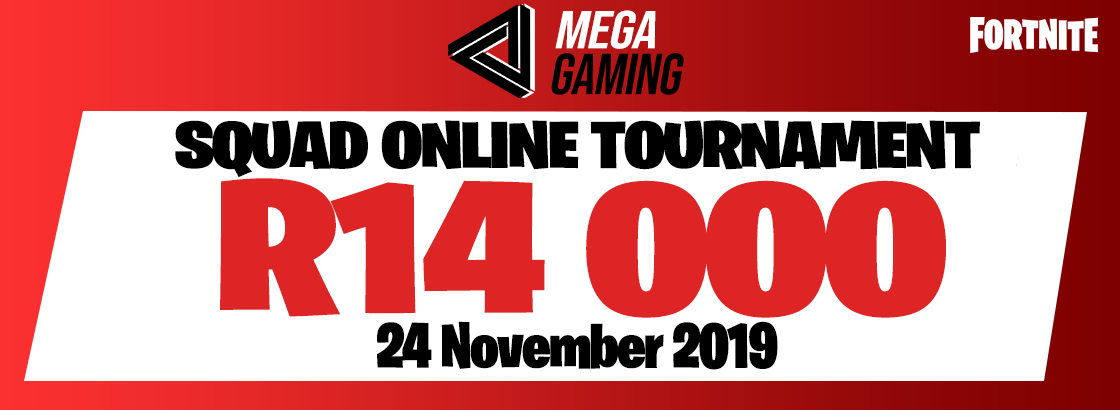 MEGA
GAMING
FORTNITE
SQUAD ONLINE TOURNAMENT
R14 000
24 November 2019